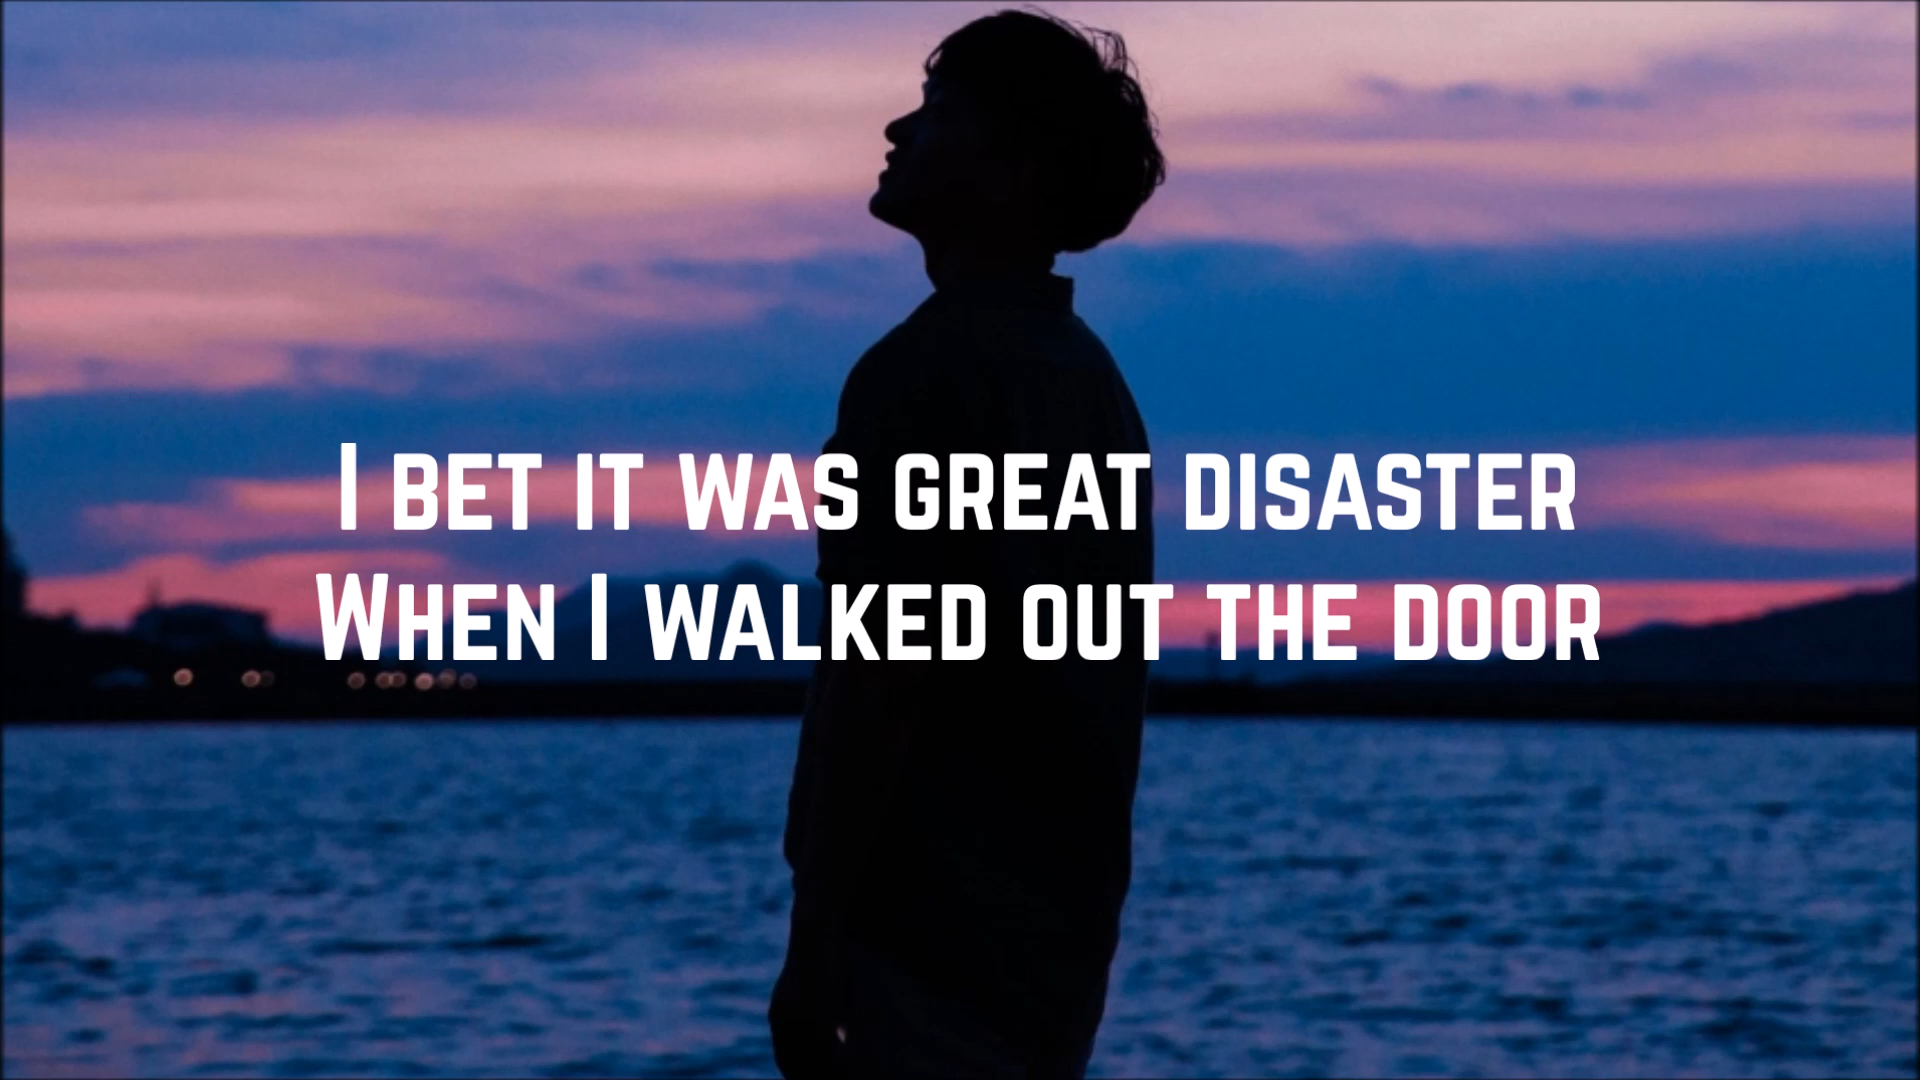 I BET IT WAS GREAT DISASTER
WHEN I WALKED OUT THE DOOR